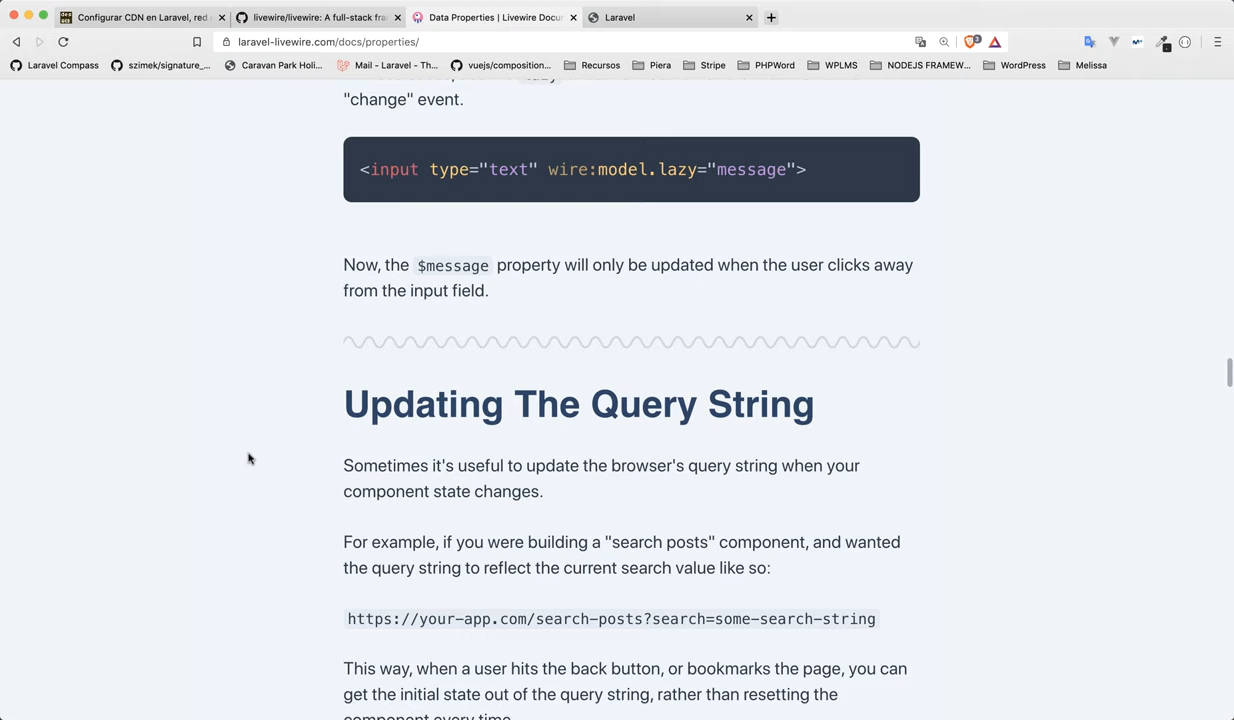 Configurar CDN en Laravel, red
livewire/livewire: A full-stack fra
Data Properties | Livewire Docu
Laravel
laravel-livewire.com/docs/properties/
Laravel Compass
szimek/signature_...
Caravan Park Holi...
Mail - Laravel - Th...
vuejs/composition...
Recursos
Piera
Stripe
PHPWord
WPLMS
NODEJS FRAMEW...
WordPress
Melissa
"change" event.
<input type="text" wire:model.lazy="message">
Now, the $message property will only be updated when the user clicks away
from the input field.
Updating The Query String
Sometimes it's useful to update the browser's query string when your
component state changes.
For example, if you were building a "search posts" component, and wanted
the query string to reflect the current search value like so:
https://your-app.com/search-posts?search=some-search-string
This way, when a user hits the back button, or bookmarks the page, you can
get the initial state out of the query string, rather than resetting the
component every time.